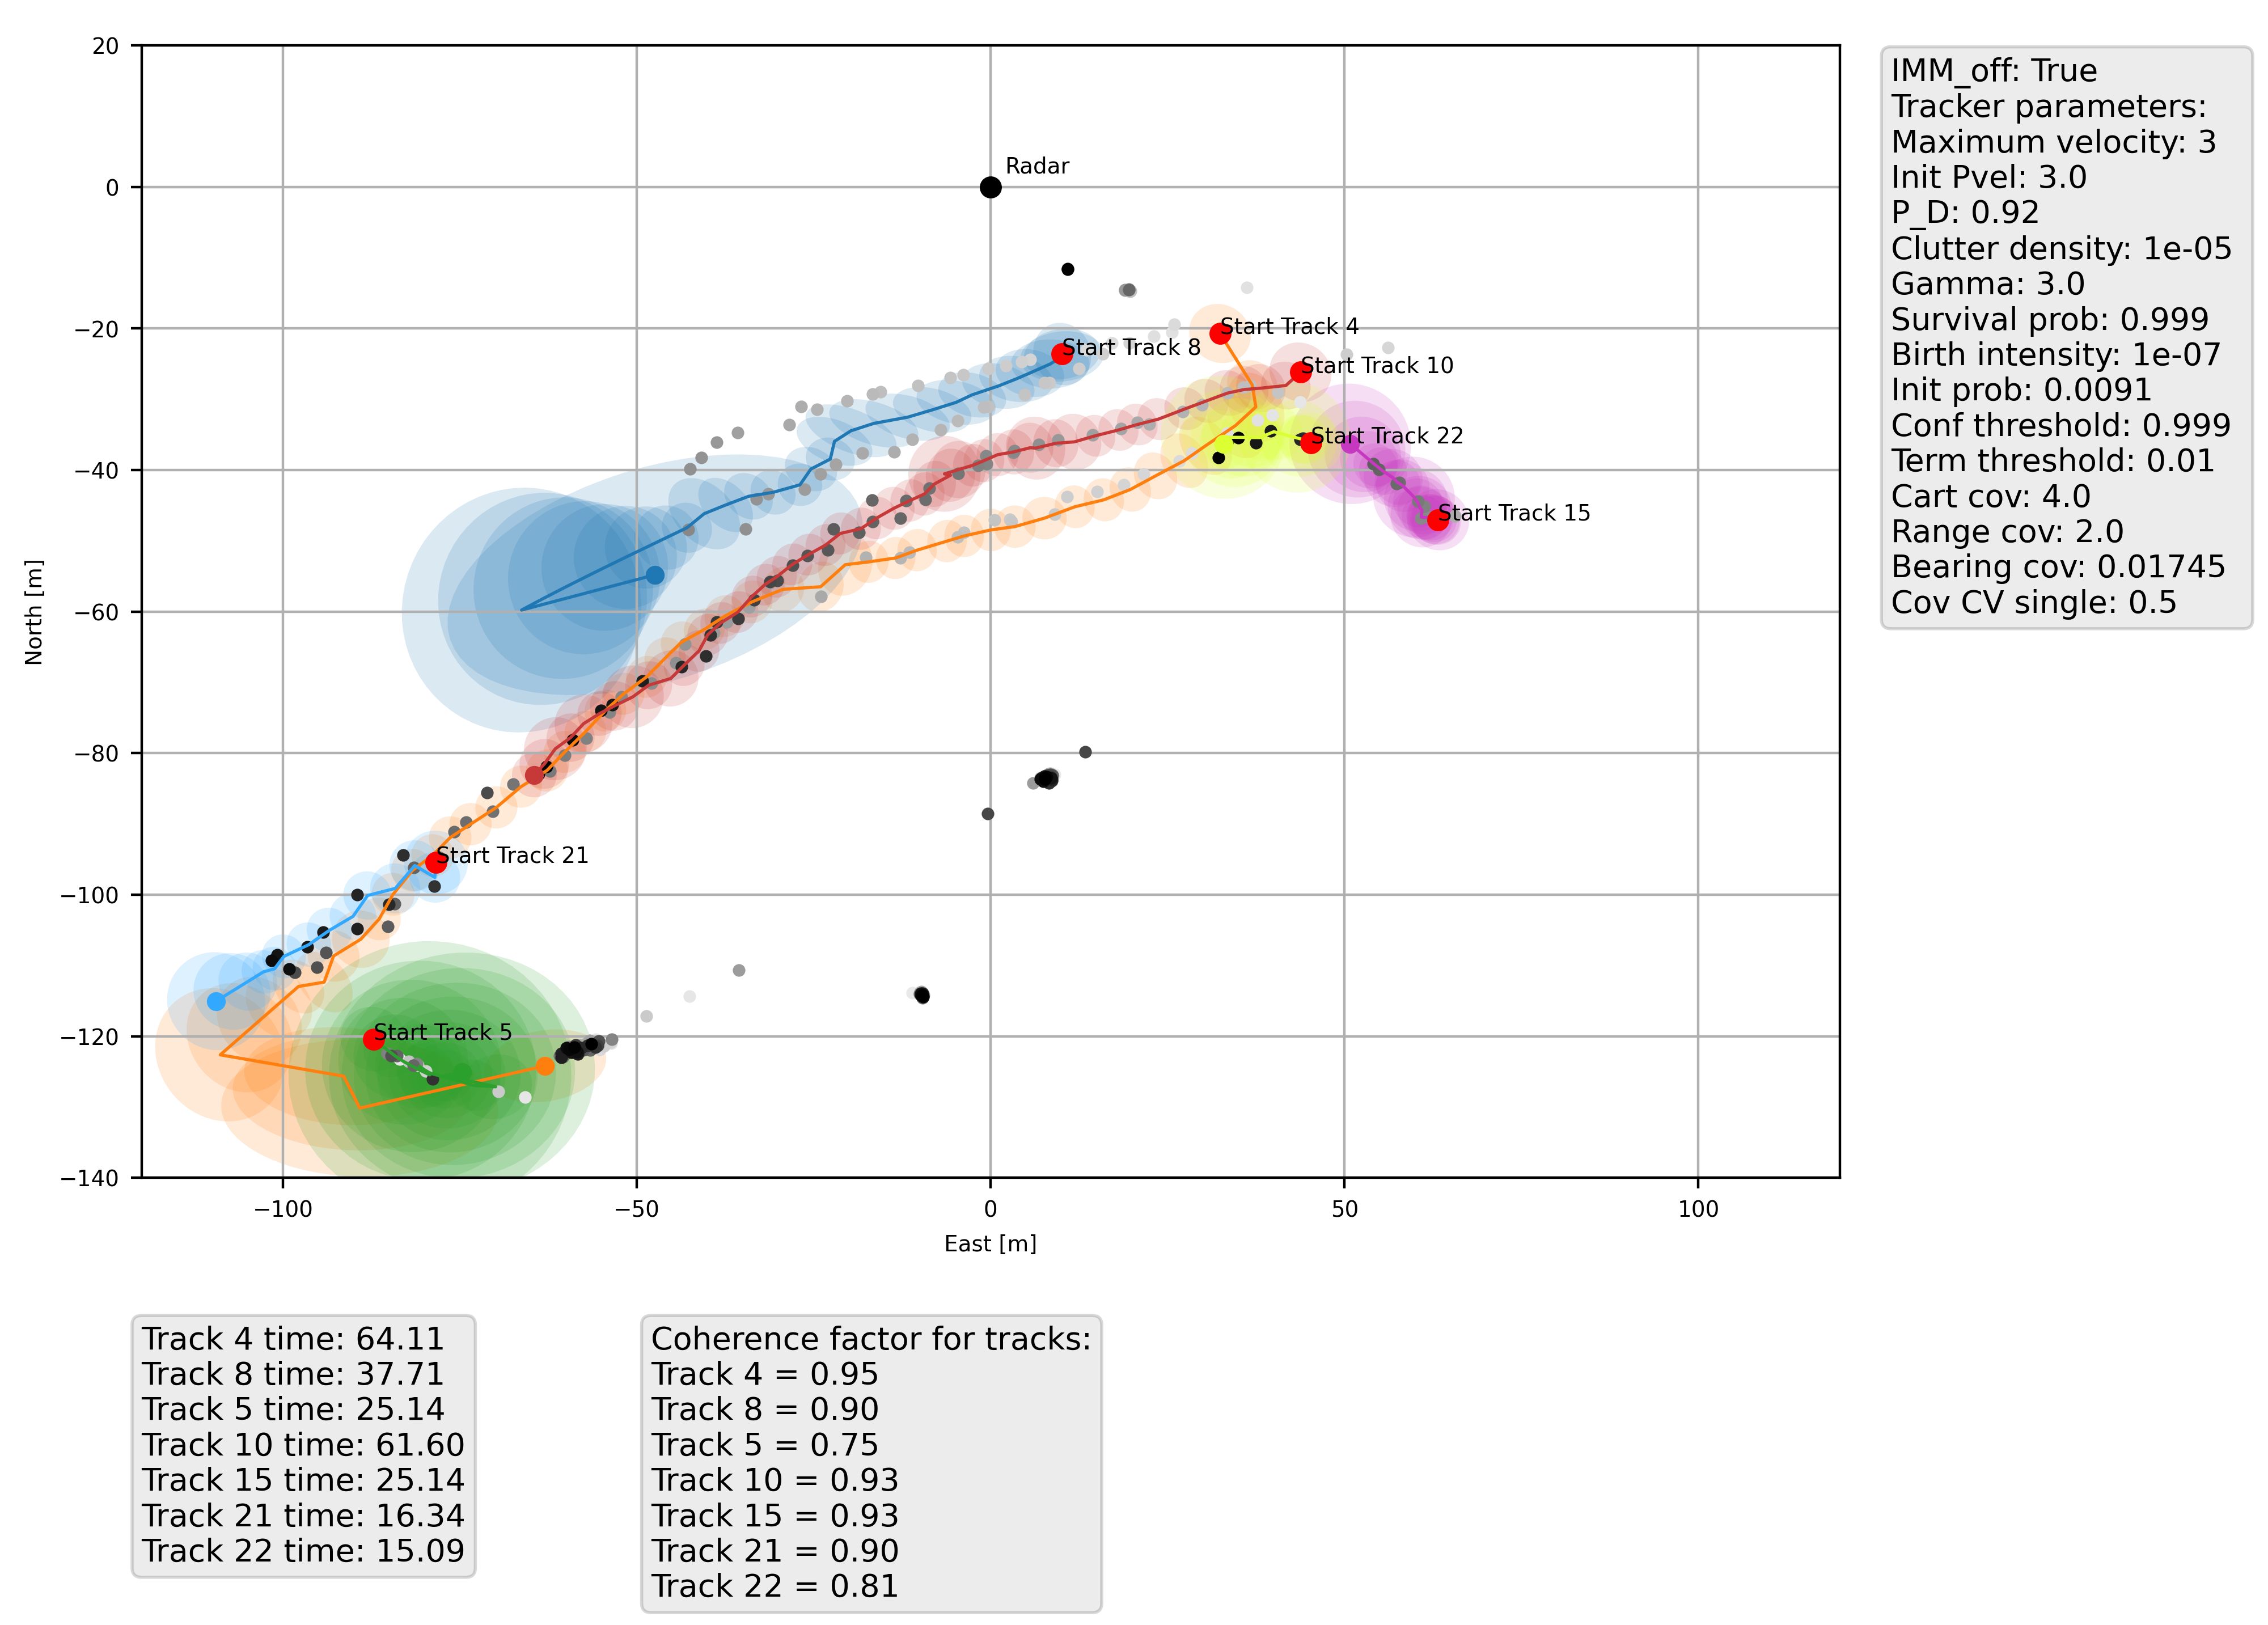 20
0
−20
−40
−60
−80
−100
−120
−140
North [m]
−100
−50
0
50
100
East [m]
Radar
Start Track 4
Start Track 8
Start Track 10
Start Track 22
Start Track 15
Start Track 21
Start Track 5
IMM_off: True
Tracker parameters:
Maximum velocity: 3
Init Pvel: 3.0
P_D: 0.92
Clutter density: 1e-05
Gamma: 3.0
Survival prob: 0.999
Birth intensity: 1e-07
Init prob: 0.0091
Conf threshold: 0.999
Term threshold: 0.01
Cart cov: 4.0
Range cov: 2.0
Bearing cov: 0.01745
Cov CV single: 0.5
Track 4 time: 64.11
Track 8 time: 37.71
Track 5 time: 25.14
Track 10 time: 61.60
Track 15 time: 25.14
Track 21 time: 16.34
Track 22 time: 15.09
Coherence factor for tracks:
Track 4 = 0.95
Track 8 = 0.90
Track 5 = 0.75
Track 10 = 0.93
Track 15 = 0.93
Track 21 = 0.90
Track 22 = 0.81